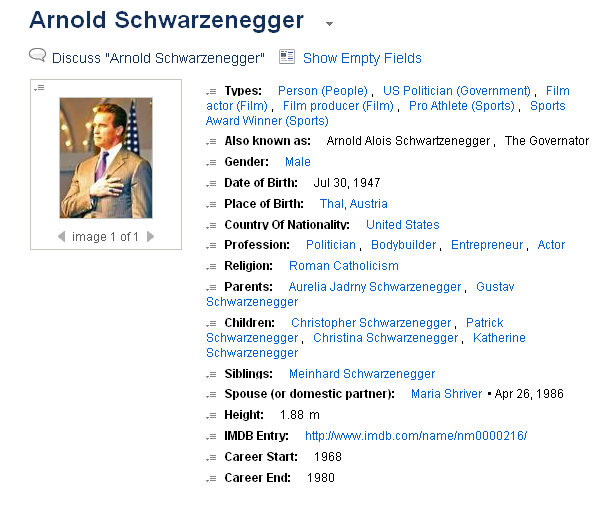 Arnold Schwarzenegger
Discuss "Arnold Schwarzenegger" Show Empty Fields
image 1 of 1
Types: Person (People) , US Politician (Government) , Film
actor (Film) , Film producer (Film) , Pro Athlete (Sports) , Sports
Award Winner (Sports)
Also known as: Arnold Alois Schwartzenegger , The Governator
Gender: Male
Date of Birth: Jul 30, 1947
Place of Birth: Thal, Austria
Country Of Nationality: United States
Profession: Politician , Bodybuilder , Entrepreneur , Actor
Religion: Roman Catholicism
Parents: Aurelia Jadrny Schwarzenegger , Gustav
Schwarzenegger
Children: Christopher Schwarzenegger , Patrick
Schwarzenegger , Christina Schwarzenegger , Katherine
Schwarzenegger
Siblings: Meinhard Schwarzenegger
Spouse (or domestic partner): Maria Shriver • Apr 26, 1986
Height: 1.88 m
IMDB Entry: http://www.imdb.com/name/nm0000216/
Career Start: 1968
Career End: 1980